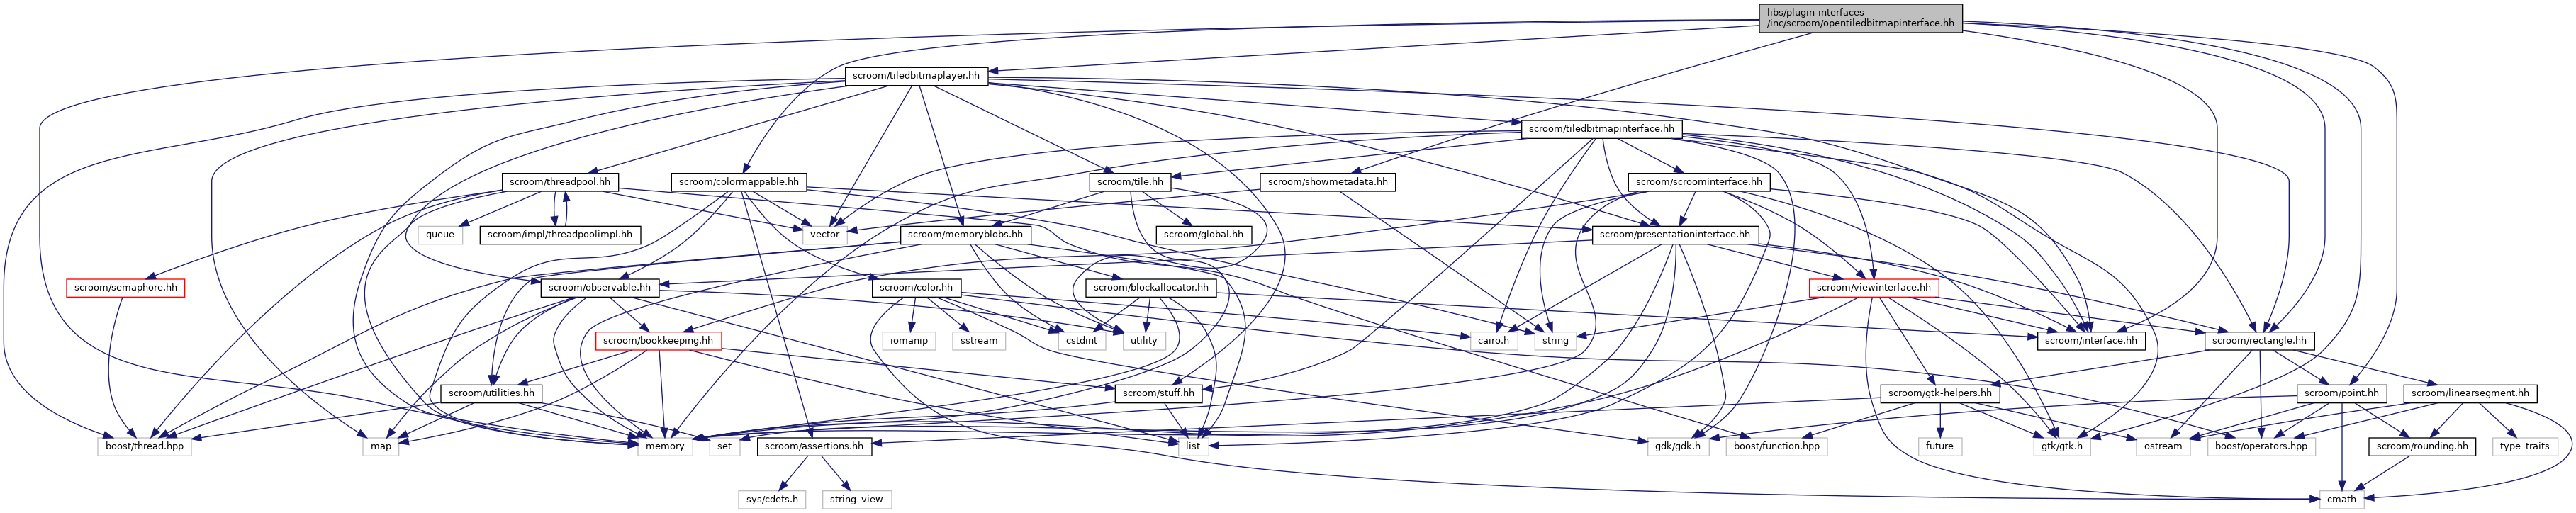 libs/plugin-interfaces
/inc/scroom/opentiledbitmapinterface.hh
scroom/tiledbitmaplayer.hh
scroom/tiledbitmapinterface.hh
scroom/threadpool.hh
scroom/colormappable.hh
scroom/tile.hh
scroom/showmetadata.hh
scroom/scroominterface.hh
queue
scroom/impl/threadpoolimpl.hh
vector
scroom/memoryblobs.hh
scroom/global.hh
scroom/presentationinterface.hh
scroom/semaphore.hh
scroom/observable.hh
scroom/color.hh
scroom/blockallocator.hh
scroom/viewinterface.hh
scroom/bookkeeping.hh
iomanip
sstream
cstdint
utility
cairo.h
string
scroom/interface.hh
scroom/rectangle.hh
scroom/utilities.hh
scroom/stuff.hh
scroom/gtk-helpers.hh
scroom/point.hh
scroom/linearsegment.hh
boost/thread.hpp
map
memory
set
scroom/assertions.hh
list
gdk/gdk.h
boost/function.hpp
future
gtk/gtk.h
ostream
boost/operators.hpp
scroom/rounding.hh
type_traits
sys/cdefs.h
string_view
cmath